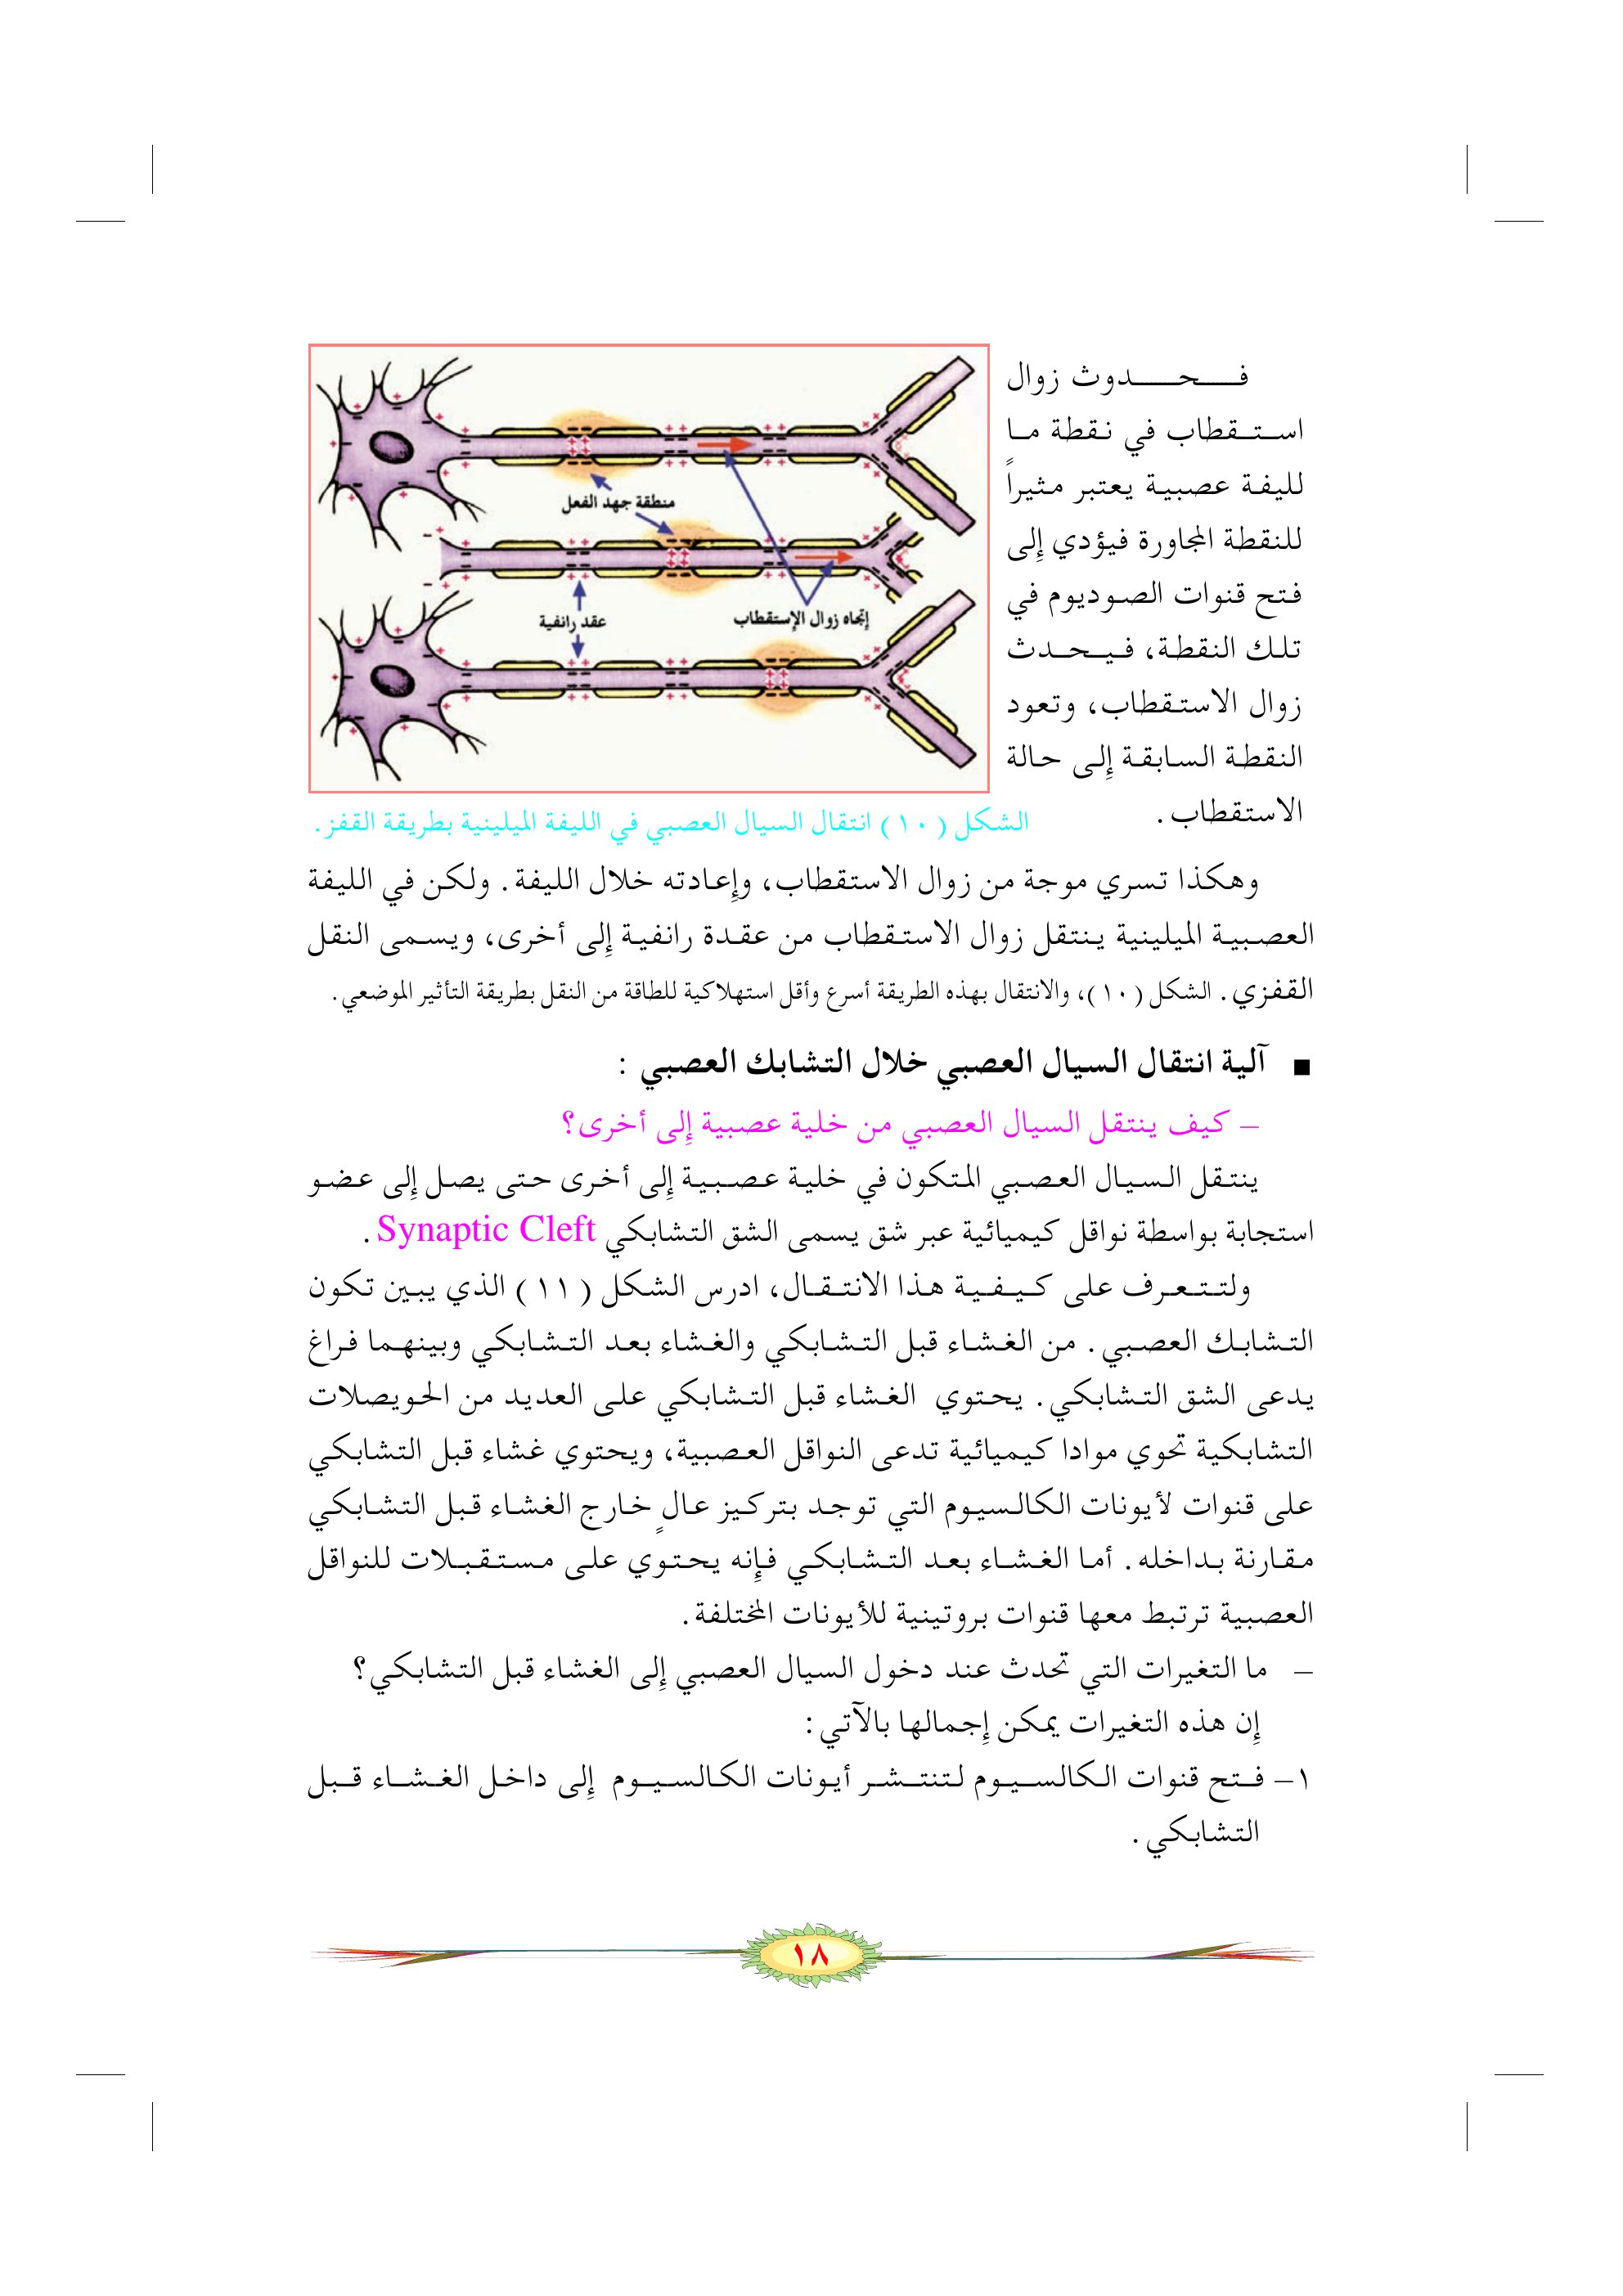 فحدوث زوال
استقطاب في نقطة ما
لليفة عصبية يعتبر مثيراً
للنقطة المجاورة فيؤدي إلى
فتح قنوات الصوديوم في
تلك النقطة، فيحدث
زوال الاستقطاب، وتعود
النقطة السابقة إلى حالة
الاستقطاب.
منطقة جهد الفعل
إتجاه زوال الإستقطاب
عقد رانفية
الشكل (١٠) انتقال السيال العصبي في الليفة الميلينية بطريقة القفز.
وهكذا تسري موجة من زوال الاستقطاب، وإعادته خلال الليفة. ولكن في الليفة
العصبية الميلينية ينتقل زوال الاستقطاب من عقدة رانفية إلى أخرى، ويسمى النقل
القفزي. الشكل (١٠)، والانتقال بهذه الطريقة أسرع وأقل استهلاكية للطاقة من النقل بطريقة التأثير الموضعي.
■ آلية انتقال السيال العصبي خلال التشابك العصبي :
– كيف ينتقل السيال العصبي من خلية عصبية إلى أخرى؟
ينتقل السيال العصبي المتكون في خلية عصبية إلى أخرى حتى يصل إلى عضو
استجابة بواسطة نواقل كيميائية عبر شق يسمى الشق التشابكي Synaptic Cleft .
ولتتعرف على كيفية هذا الانتقال، ادرس الشكل (١١) الذي يبين تكون
التشابك العصبي. من الغشاء قبل التشابكي والغشاء بعد التشابكي وبينهما فراغ
يدعى الشق التشابكي. يحتوي الغشاء قبل التشابكي على العديد من الحويصلات
التشابكية تحوي موادا كيميائية تدعى النواقل العصبية، ويحتوي غشاء قبل التشابكي
على قنوات لأيونات الكالسيوم التي توجد بتركيز عالٍ خارج الغشاء قبل التشابكي
مقارنة بداخله. أما الغشاء بعد التشابكي فإنه يحتوي على مستقبلات للنواقل
العصبية ترتبط معها قنوات بروتينية للأيونات المختلفة.
– ما التغيرات التي تحدث عند دخول السيال العصبي إلى الغشاء قبل التشابكي؟
إن هذه التغيرات يمكن إجمالها بالآتي:
١– فتح قنوات الكالسيوم لتنتشر أيونات الكالسيوم إلى داخل الغشاء قبل
التشابكي.
١٨